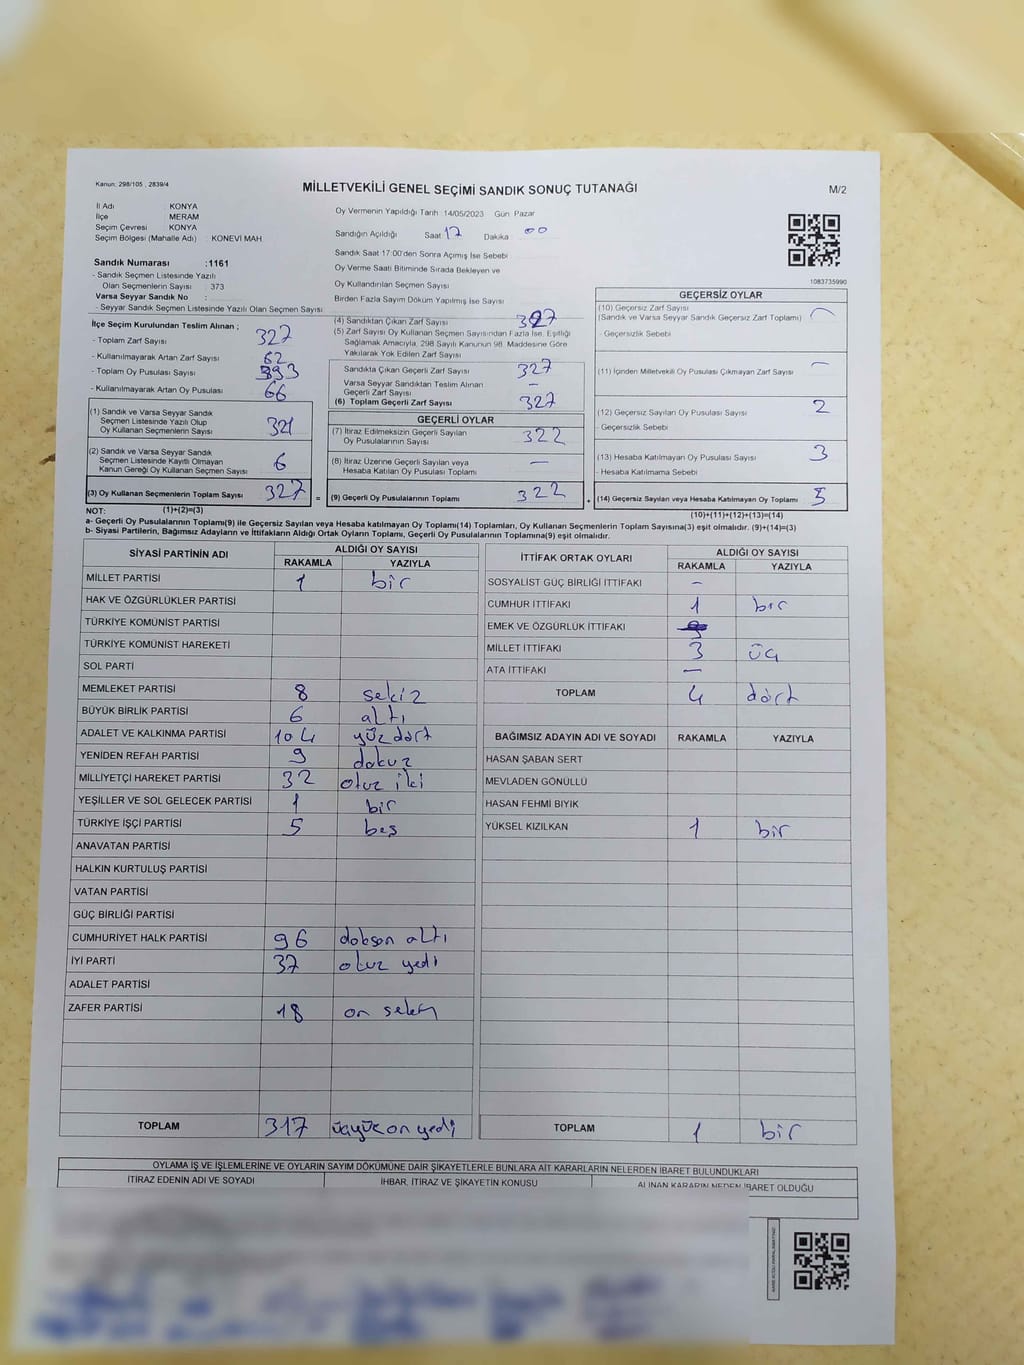 Kanun: 298/105 , 2839/4
MİLLETVEKİLİ GENEL SEÇİMİ SANDIK SONUÇ TUTANAĞI
M/2
İl Adı : KONYA
İlçe : MERAM
Seçim Çevresi : KONYA
Seçim Bölgesi (Mahalle Adı) : KONEVİ MAH.
Sandık Numarası :1161
- Sandık Seçmen Listesinde Yazılı
Olan Seçmenlerin Sayısı : 373
Varsa Seyyar Sandık No :
- Seyyar Sandık Seçmen Listesinde Yazılı Olan Seçmen Sayısı
Oy Vermenin Yapıldığı Tarih 14/05/2023 Gün Pazar
Sandığın Açıldığı Saat 17 Dakika 00
Sandık Saat 17:00'den Sonra Açımış İse Sebebi
Oy Verme Saati Bitiminde Sırada Bekleyen ve
Oy Kullandırılan Seçmen Sayısı
Birden Fazla Sayım Döküm Yapılmış İse Sayısı
1083735990
İlçe Seçim Kurulundan Teslim Alınan ;
- Toplam Zarf Sayısı 327
- Kullanılmayarak Artan Zarf Sayısı 62
- Toplam Oy Pusulası Sayısı 393
- Kullanılmayarak Artan Oy Pusulası 66
(1) Sandık ve Varsa Seyyar Sandık
Seçmen Listesinde Yazılı Olup
Oy Kullanan Seçmenlerin Sayısı 321
(2) Sandık ve Varsa Seyyar Sandık
Seçmen Listesinde Kayıtlı Olmayan
Kanun Gereği Oy Kullanan Seçmen Sayısı 6
(3) Oy Kullanan Seçmenlerin Toplam Sayısı 327 =
(4) Sandıktan Çıkan Zarf Sayısı 327
(5) Zarf Sayısı Oy Kullanan Seçmen Sayısından Fazla İse, Eşitliği
Sağlamak Amacıyla, 298 Sayılı Kanunun 98. Maddesine Göre
Yakılarak Yok Edilen Zarf Sayısı
Sandıkta Çıkan Geçerli Zarf Sayısı 327
Varsa Seyyar Sandıktan Teslim Alınan
Geçerli Zarf Sayısı –
(6) Toplam Geçerli Zarf Sayısı 327
GEÇERLİ OYLAR
(7) İtiraz Edilmeksizin Geçerli Sayılan
Oy Pusulalarının Sayısı 322
(8) İtiraz Üzerine Geçerli Sayılan veya
Hesaba Katılan Oy Pusulası Toplamı —
(9) Geçerli Oy Pusulalarının Toplamı 322 +
GEÇERSİZ OYLAR
(10) Geçersiz Zarf Sayısı
(Sandık ve Varsa Seyyar Sandık Geçersiz Zarf Toplamı) –
- Geçersizlik Sebebi
(11) İçinden Milletvekili Oy Pusulası Çıkmayan Zarf Sayısı –
(12) Geçersiz Sayılan Oy Pusulası Sayısı 2
- Geçersizlik Sebebi
(13) Hesaba Katılmayan Oy Pusulası Sayısı 3
- Hesaba Katılmama Sebebi
(14) Geçersiz Sayılan veya Hesaba Katılmayan Oy Toplamı 5
NOT: (1)+(2)=(3) (10)+(11)+(12)+(13)=(14)
a- Geçerli Oy Pusulalarının Toplamı(9) ile Geçersiz Sayılan veya Hesaba katılmayan Oy Toplamı(14) Toplamları, Oy Kullanan Seçmenlerin Toplam Sayısına(3) eşit olmalıdır. (9)+(14)=(3)
b- Siyasi Partilerin, Bağımsız Adayların ve İttifakların Aldığı Ortak Oyların Toplamı, Geçerli Oy Pusulalarının Toplamına(9) eşit olmalıdır.
SİYASİ PARTİNİN ADI ALDIĞI OY SAYISI
RAKAMLA YAZIYLA
MİLLET PARTİSİ 1 bir
HAK VE ÖZGÜRLÜKLER PARTİSİ
TÜRKİYE KOMÜNİST PARTİSİ
TÜRKİYE KOMÜNİST HAREKETİ
SOL PARTİ
MEMLEKET PARTİSİ 8 sekiz
BÜYÜK BİRLİK PARTİSİ 6 altı
ADALET VE KALKINMA PARTİSİ 104 yüz dört
YENİDEN REFAH PARTİSİ 9 dokuz
MİLLİYETÇİ HAREKET PARTİSİ 32 otuz iki
YEŞİLLER VE SOL GELECEK PARTİSİ 1 bir
TÜRKİYE İŞÇİ PARTİSİ 5 beş
ANAVATAN PARTİSİ
HALKIN KURTULUŞ PARTİSİ
VATAN PARTİSİ
GÜÇ BİRLİĞİ PARTİSİ
CUMHURİYET HALK PARTİSİ 96 doksan altı
İYİ PARTİ 37 otuz yedi
ADALET PARTİSİ
ZAFER PARTİSİ 18 on sekiz
TOPLAM 317 üçyüz on yedi
İTTİFAK ORTAK OYLARI ALDIĞI OY SAYISI
RAKAMLA YAZIYLA
SOSYALİST GÜÇ BİRLİĞİ İTTİFAKI –
CUMHUR İTTİFAKI 1 bir
EMEK VE ÖZGÜRLÜK İTTİFAKI
MİLLET İTTİFAKI 3 üç
ATA İTTİFAKI —
TOPLAM 4 dört
BAĞIMSIZ ADAYIN ADI VE SOYADI RAKAMLA YAZIYLA
HASAN ŞABAN SERT
MEVLADEN GÖNÜLLÜ
HASAN FEHMİ BIYIK
YÜKSEL KIZILKAN 1 bir
TOPLAM 1 bir
OYLAMA İŞ VE İŞLEMLERİNE VE OYLARIN SAYIM DÖKÜMÜNE DAİR ŞİKAYETLERLE BUNLARA AİT KARARLARIN NELERDEN İBARET BULUNDUKLARI
İTİRAZ EDENİN ADI VE SOYADI İHBAR, İTİRAZ VE ŞİKAYETİN KONUSU ALINAN KARARIN NEDEN İBARET OLDUĞU